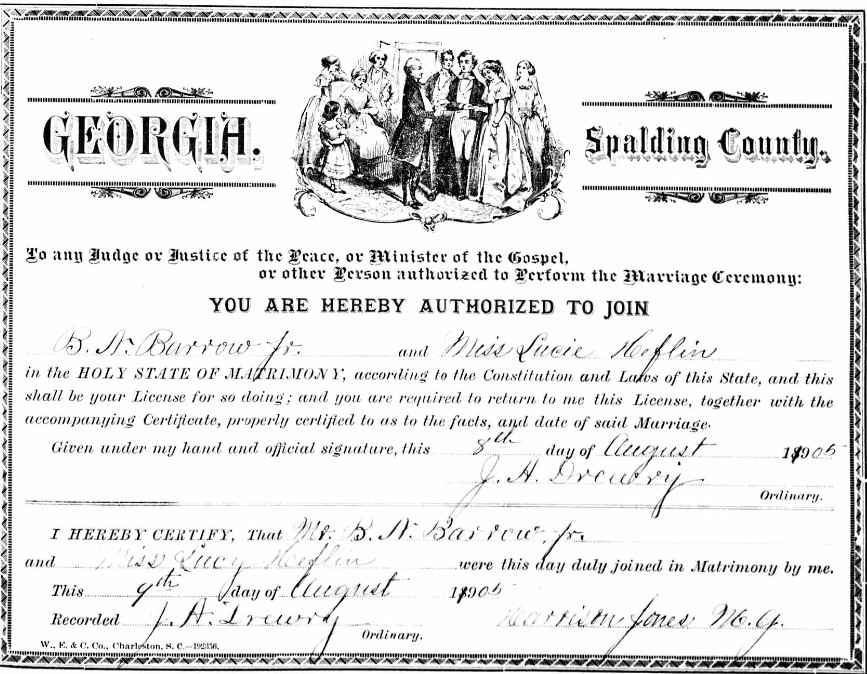 GEORGIA.
Spalding County.
To any Judge or Justice of the Peace, or Minister of the Gospel,
or other Person authorized to Perform the Marriage Ceremony:
YOU ARE HEREBY AUTHORIZED TO JOIN
B. N. Barrow Jr. and Miss Lucie Heflin
in the HOLY STATE OF MATRIMONY, according to the Constitution and Laws of this State, and this
shall be your License for so doing; and you are required to return to me this License, together with the
accompanying Certificate, properly certified to as to the facts, and date of said Marriage.
Given under my hand and official signature, this 8th day of August 1905
J. A. Drewry
Ordinary.
I HEREBY CERTIFY, That Mr. B. N. Barrow, Jr.
and Miss Lucy Heflin were this day duly joined in Matrimony by me.
This 9th day of August 1905
Recorded J. A. Drewry Harrison Jones M. G.
Ordinary.
W., E. & C. Co., Charleston, S. C.—192356.